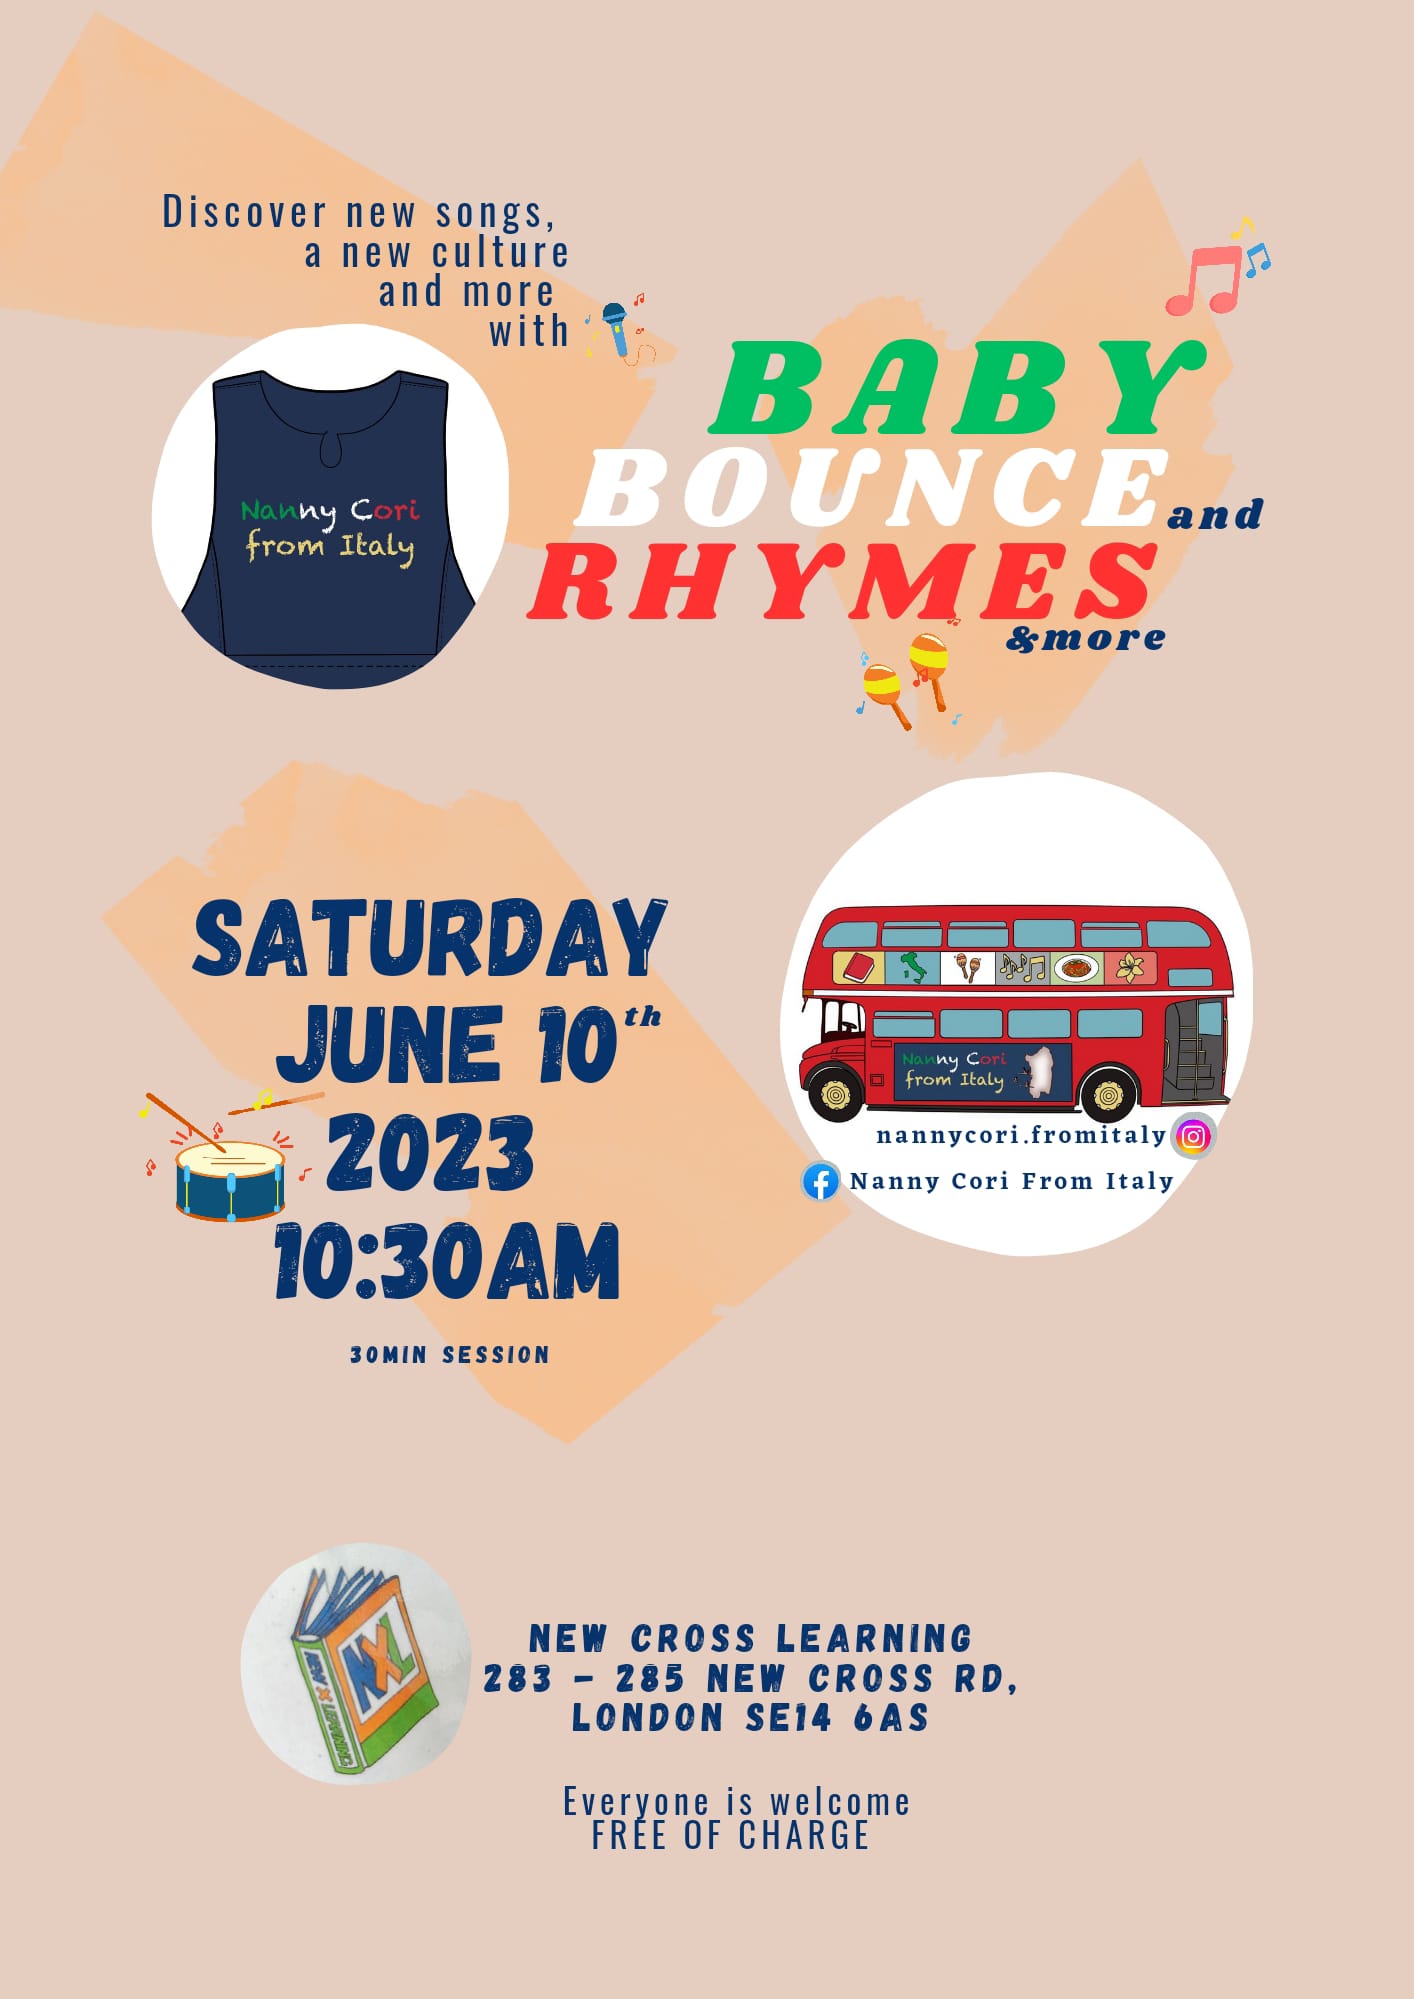 Discover new songs,
a new culture
and more
with
Nanny Cori
from Italy
BABY
BOUNCE and
RHYMES
&more
SATURDAY
JUNE 10th
2023
10:30AM
30MIN SESSION
Nanny Cori
from Italy
nannycori.fromitaly
Nanny Cori From Italy
NXL
NEW X LEARNING
NEW CROSS LEARNING
283 – 285 NEW CROSS RD,
LONDON SE14 6AS
Everyone is welcome
FREE OF CHARGE